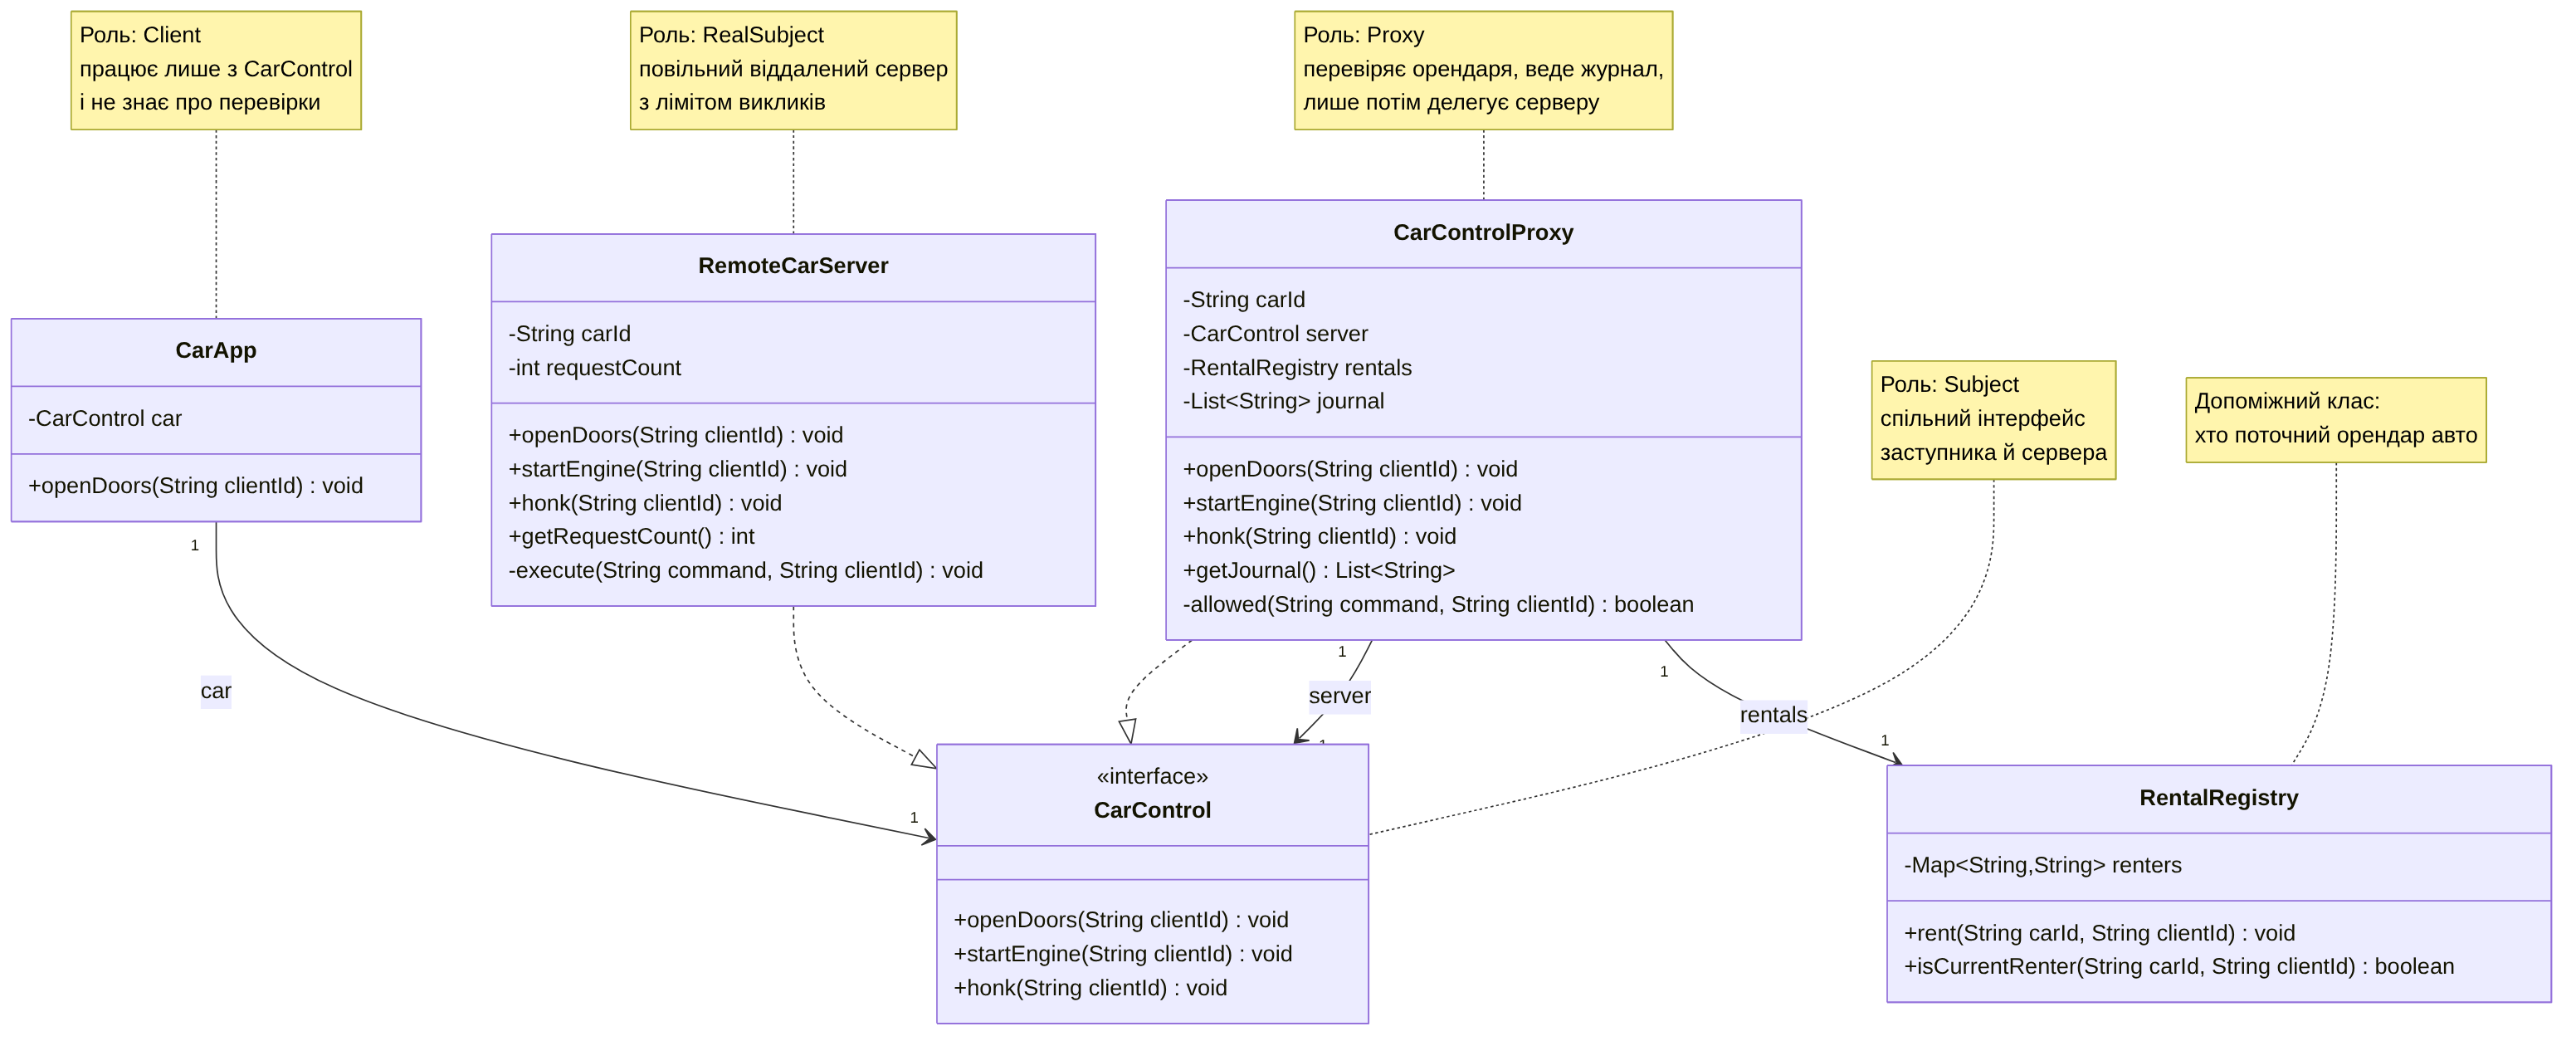 Роль: Client
працює лише з CarControl
і не знає про перевірки
Роль: RealSubject
повільний віддалений сервер
з лімітом викликів
Роль: Proxy
перевіряє орендаря, веде журнал,
лише потім делегує серверу
CarApp
-CarControl car
+openDoors(String clientId) : void
RemoteCarServer
-String carId
-int requestCount
+openDoors(String clientId) : void
+startEngine(String clientId) : void
+honk(String clientId) : void
+getRequestCount() : int
-execute(String command, String clientId) : void
CarControlProxy
-String carId
-CarControl server
-RentalRegistry rentals
-List<String> journal
+openDoors(String clientId) : void
+startEngine(String clientId) : void
+honk(String clientId) : void
+getJournal() : List<String>
-allowed(String command, String clientId) : boolean
Роль: Subject
спільний інтерфейс
заступника й сервера
Допоміжний клас:
хто поточний орендар авто
1
car
1
1
server
1
rentals
1
«interface»
CarControl
+openDoors(String clientId) : void
+startEngine(String clientId) : void
+honk(String clientId) : void
RentalRegistry
-Map<String,String> renters
+rent(String carId, String clientId) : void
+isCurrentRenter(String carId, String clientId) : boolean